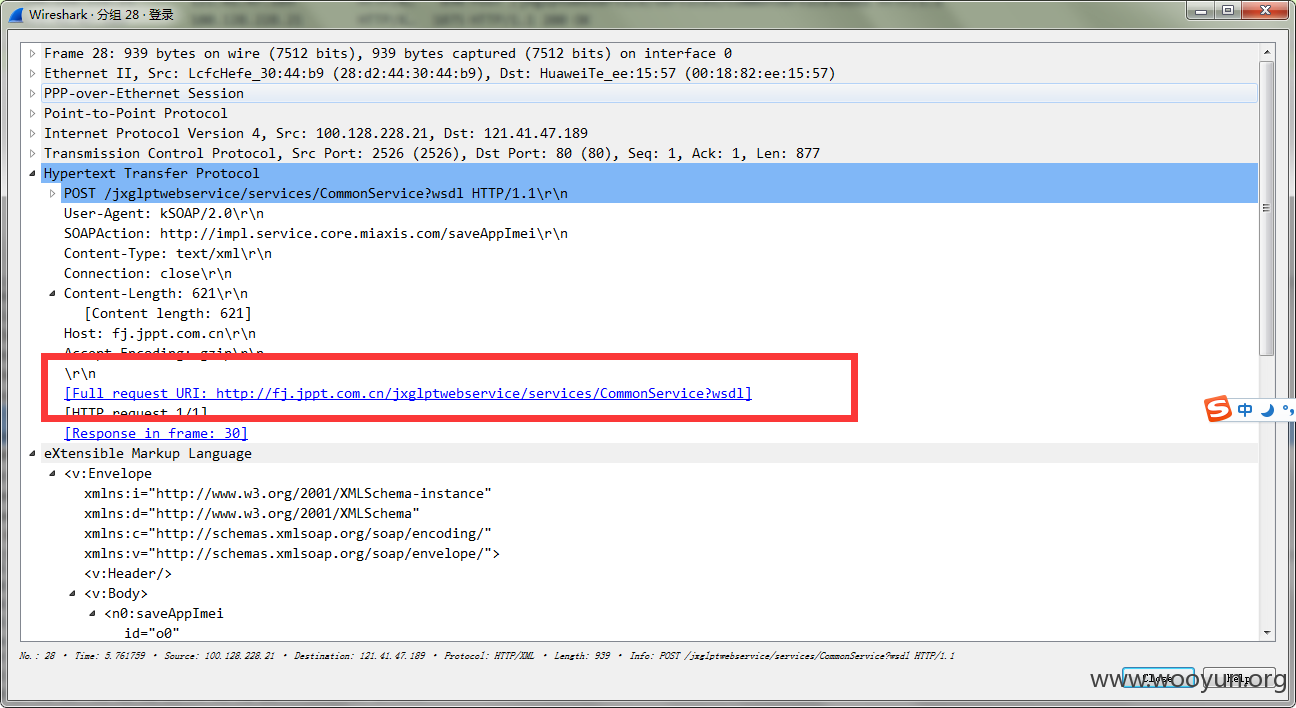 Wireshark · 分组 28 · 登录
Frame 28: 939 bytes on wire (7512 bits), 939 bytes captured (7512 bits) on interface 0
Ethernet II, Src: LcfcHefe_30:44:b9 (28:d2:44:30:44:b9), Dst: HuaweiTe_ee:15:57 (00:18:82:ee:15:57)
PPP-over-Ethernet Session
Point-to-Point Protocol
Internet Protocol Version 4, Src: 100.128.228.21, Dst: 121.41.47.189
Transmission Control Protocol, Src Port: 2526 (2526), Dst Port: 80 (80), Seq: 1, Ack: 1, Len: 877
Hypertext Transfer Protocol
POST /jxglptwebservice/services/CommonService?wsdl HTTP/1.1\r\n
User-Agent: kSOAP/2.0\r\n
SOAPAction: http://impl.service.core.miaxis.com/saveAppImei\r\n
Content-Type: text/xml\r\n
Connection: close\r\n
Content-Length: 621\r\n
[Content length: 621]
Host: fj.jppt.com.cn\r\n
Accept-Encoding: gzip\r\n
\r\n
[Full request URI: http://fj.jppt.com.cn/jxglptwebservice/services/CommonService?wsdl]
[HTTP request 1/1]
[Response in frame: 30]
eXtensible Markup Language
<v:Envelope
xmlns:i="http://www.w3.org/2001/XMLSchema-instance"
xmlns:d="http://www.w3.org/2001/XMLSchema"
xmlns:c="http://schemas.xmlsoap.org/soap/encoding/"
xmlns:v="http://schemas.xmlsoap.org/soap/envelope/">
<v:Header/>
<v:Body>
<n0:saveAppImei
id="o0"
中
No.: 28 · Time: 5.761759 · Source: 100.128.228.21 · Destination: 121.41.47.189 · Protocol: HTTP/XML · Length: 939 · Info: POST /jxglptwebservice/services/CommonService?wsdl HTTP/1.1
Close Help
www.wooyun.org